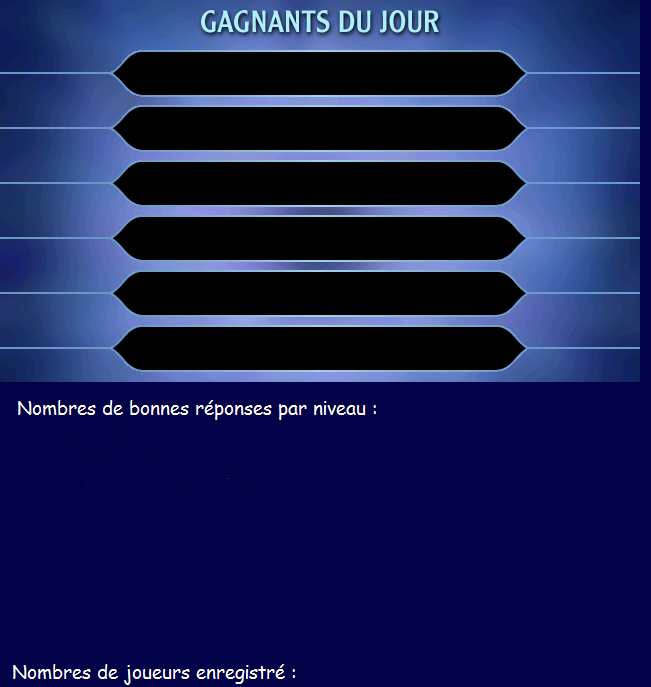 GAGNANTS DU JOUR
Nombres de bonnes réponses par niveau :
Nombres de joueurs enregistré :